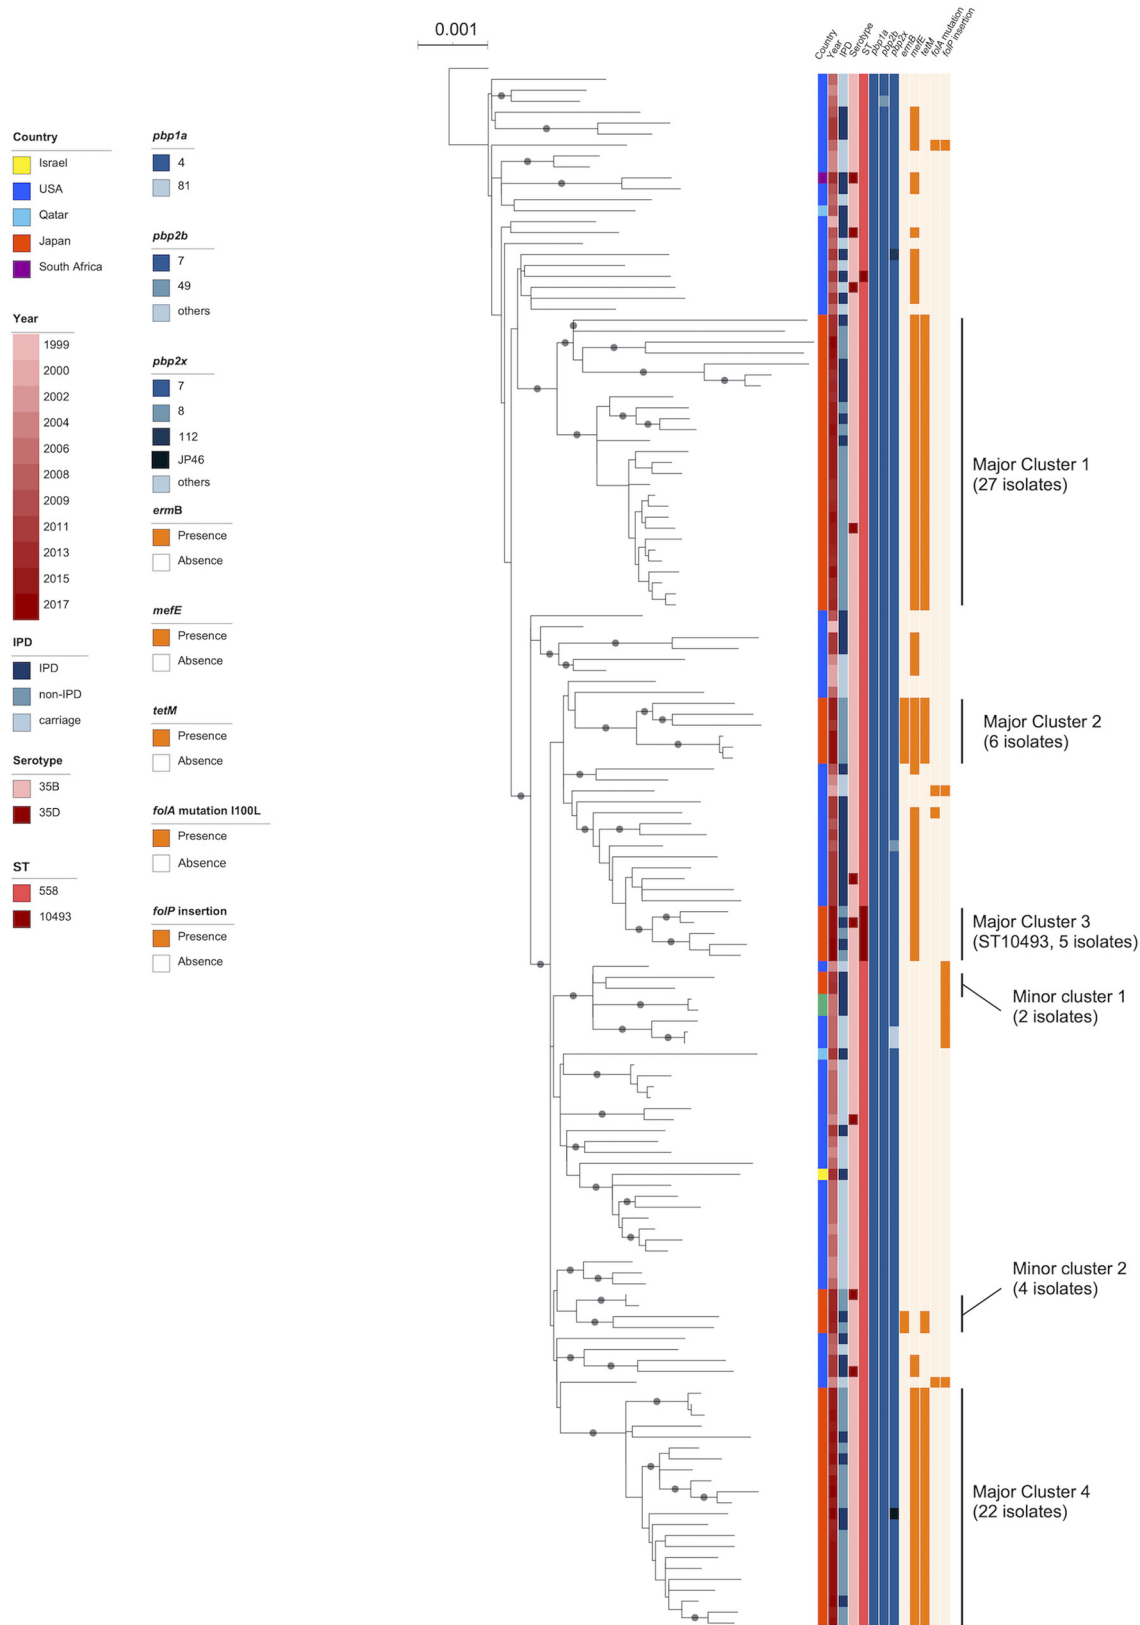 0.001
Country
Year
IPD
Serotype
ST
pbp1a
pbp2b
pbp2x
ermB
mefE
tetM
folA mutation
folP insertion
Country
Israel
USA
Qatar
Japan
South Africa
Year
1999
2000
2002
2004
2006
2008
2009
2011
2013
2015
2017
IPD
IPD
non-IPD
carriage
Serotype
35B
35D
ST
558
10493
pbp1a
4
81
pbp2b
7
49
others
pbp2x
7
8
112
JP46
others
ermB
Presence
Absence
mefE
Presence
Absence
tetM
Presence
Absence
folA mutation I100L
Presence
Absence
folP insertion
Presence
Absence
Major Cluster 1
(27 isolates)
Major Cluster 2
(6 isolates)
Major Cluster 3
(ST10493, 5 isolates)
Minor cluster 1
(2 isolates)
Minor cluster 2
(4 isolates)
Major Cluster 4
(22 isolates)